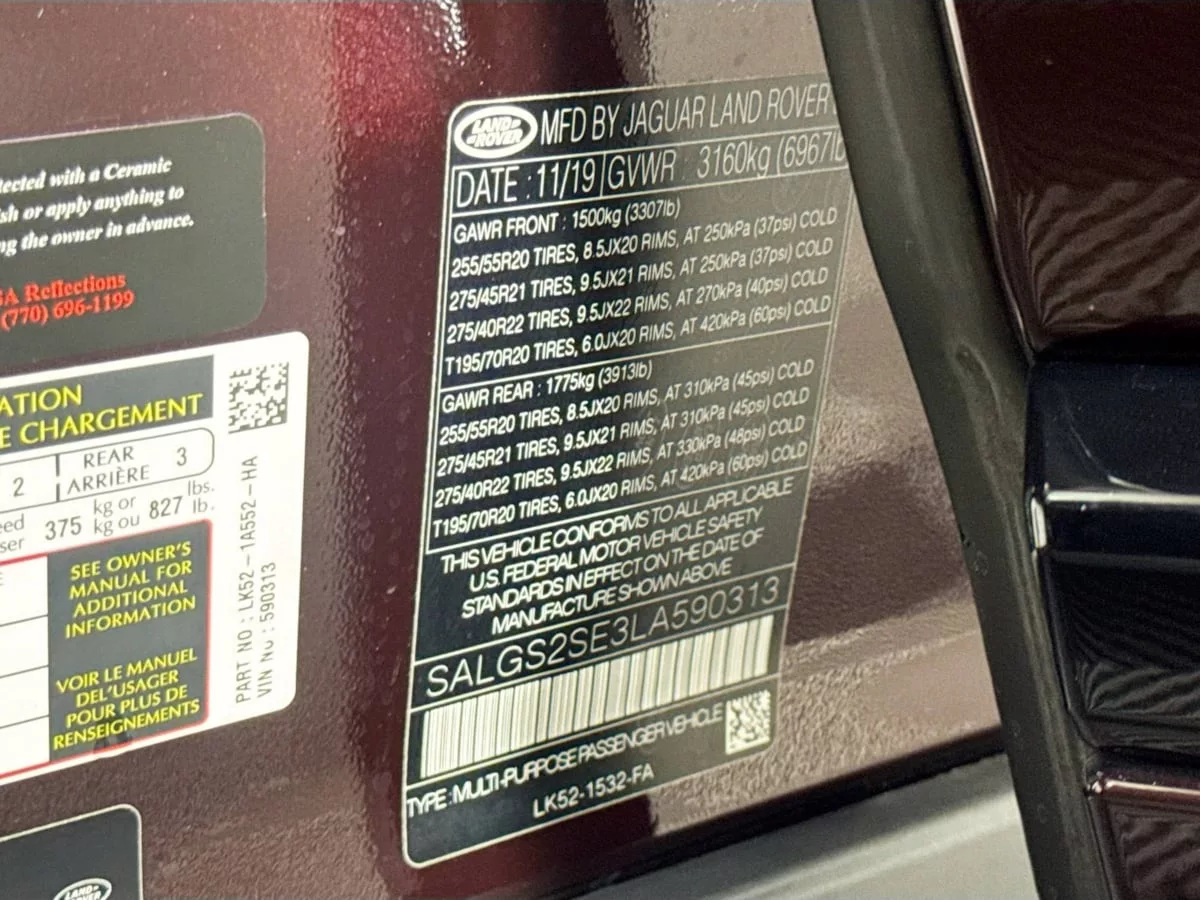 tected with a Ceramic
sh or apply anything to
ng the owner in advance.
SA Reflections
(770) 696-1199
ATION
E CHARGEMENT
2 REAR ARRIÈRE 3
375 kg or kg ou 827 lbs. lb.
SEE OWNER'S
MANUAL FOR
ADDITIONAL
INFORMATION
VOIR LE MANUEL
DEL'USAGER
POUR PLUS DE
RENSEIGNEMENTS
PART NO : LK52-1A552-HA
VIN NO : 590313
LAND ROVER
MFD BY JAGUAR LAND ROVER
DATE : 11/19 GVWR : 3160kg (6967lb
GAWR FRONT : 1500kg (3307lb)
255/55R20 TIRES, 8.5JX20 RIMS, AT 250kPa (37psi) COLD
275/45R21 TIRES, 9.5JX21 RIMS, AT 250kPa (37psi) COLD
275/40R22 TIRES, 9.5JX22 RIMS, AT 270kPa (40psi) COLD
T195/70R20 TIRES, 6.0JX20 RIMS, AT 420kPa (60psi) COLD
GAWR REAR : 1775kg (3913lb)
255/55R20 TIRES, 8.5JX20 RIMS, AT 310kPa (45psi) COLD
275/45R21 TIRES, 9.5JX21 RIMS, AT 310kPa (45psi) COLD
275/40R22 TIRES, 9.5JX22 RIMS, AT 330kPa (48psi) COLD
T195/70R20 TIRES, 6.0JX20 RIMS, AT 420kPa (60psi) COLD
THIS VEHICLE CONFORMS TO ALL APPLICABLE
U.S. FEDERAL MOTOR VEHICLE SAFETY
STANDARDS IN EFFECT ON THE DATE OF
MANUFACTURE SHOWN ABOVE
SALGS2SE3LA590313
TYPE : MULTI-PURPOSE PASSENGER VEHICLE
LK52-1532-FA
LAND ROVER